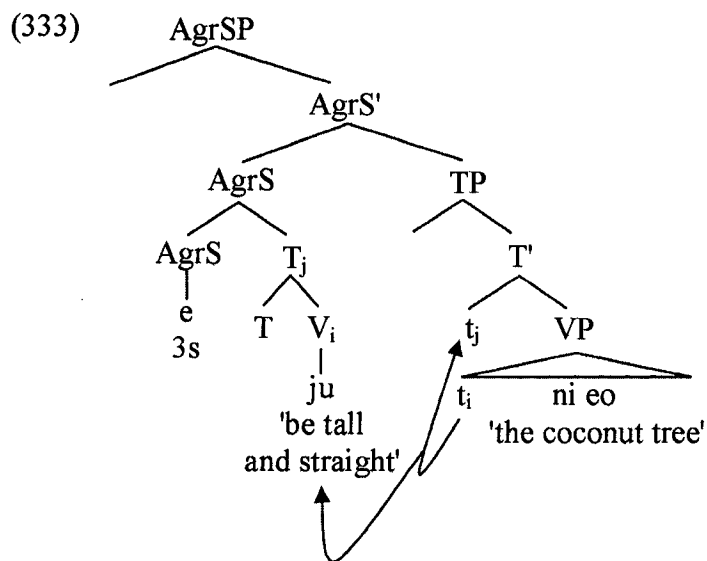 (333) AgrSP
AgrS'
AgrS TP
AgrS Tj T'
e T Vi tj VP
3s
ju ti ni eo
'be tall 'the coconut tree'
and straight'